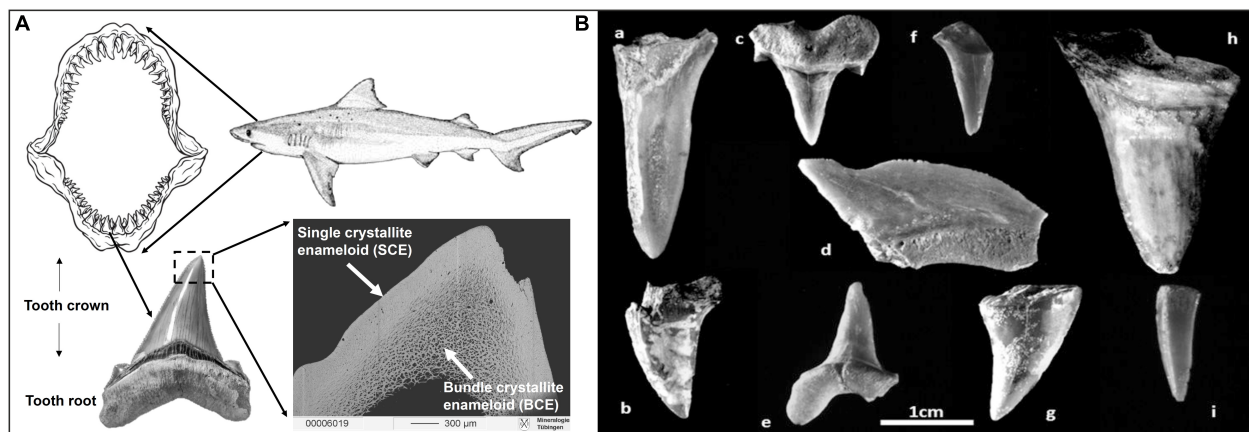 A
Single crystallite
enameloid (SCE)
Tooth crown
Tooth root
Bundle crystallite
enameloid (BCE)
00006019
300 µm
Mineralogie
Tübingen
B
a
c
f
h
d
b
e
1cm
g
i